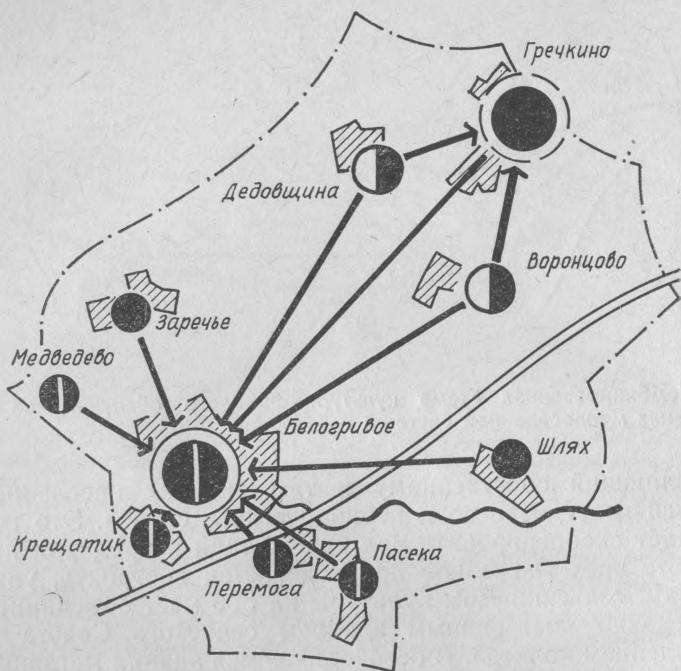 Гречкино
Дедовщина
Воронцово
Заречье
Медведево
Белогривое
Шлях
Крещатик
Пасека
Перемога